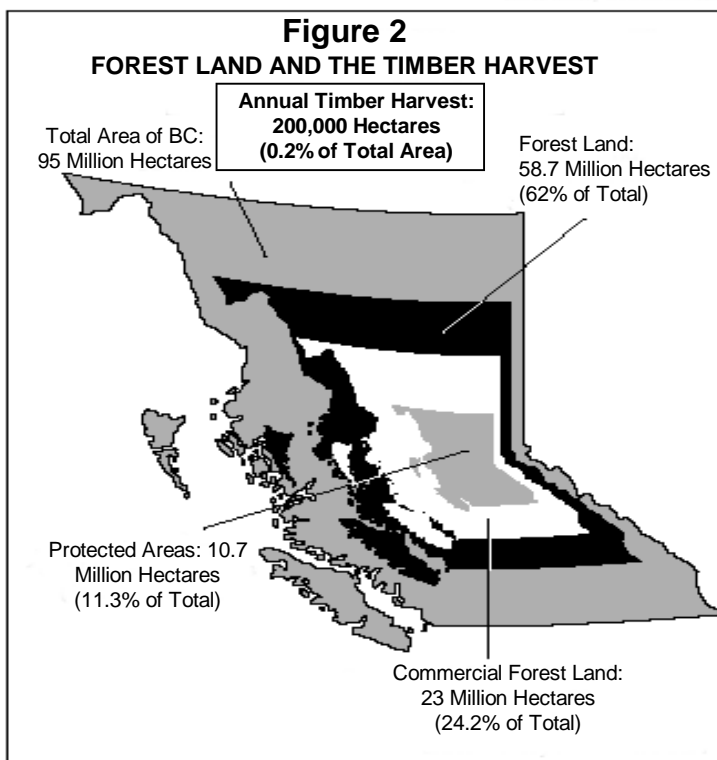 Figure 2
FOREST LAND AND THE TIMBER HARVEST
Annual Timber Harvest:
200,000 Hectares
(0.2% of Total Area)
Total Area of BC:
95 Million Hectares
Forest Land:
58.7 Million Hectares
(62% of Total)
Protected Areas: 10.7
Million Hectares
(11.3% of Total)
Commercial Forest Land:
23 Million Hectares
(24.2% of Total)